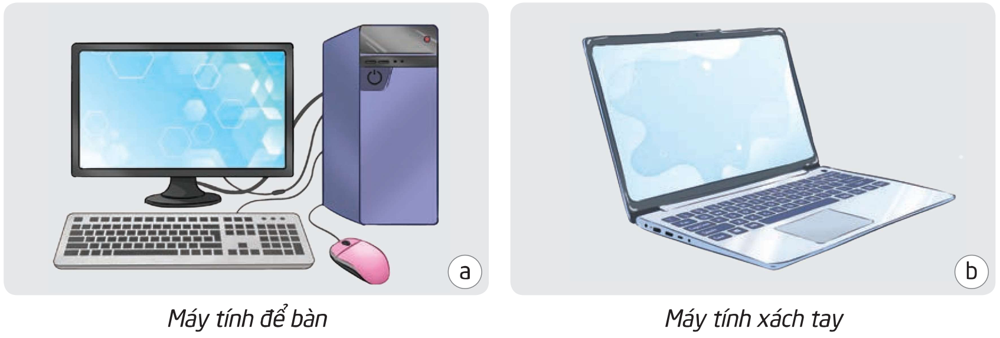 a
b
Máy tính để bàn
Máy tính xách tay